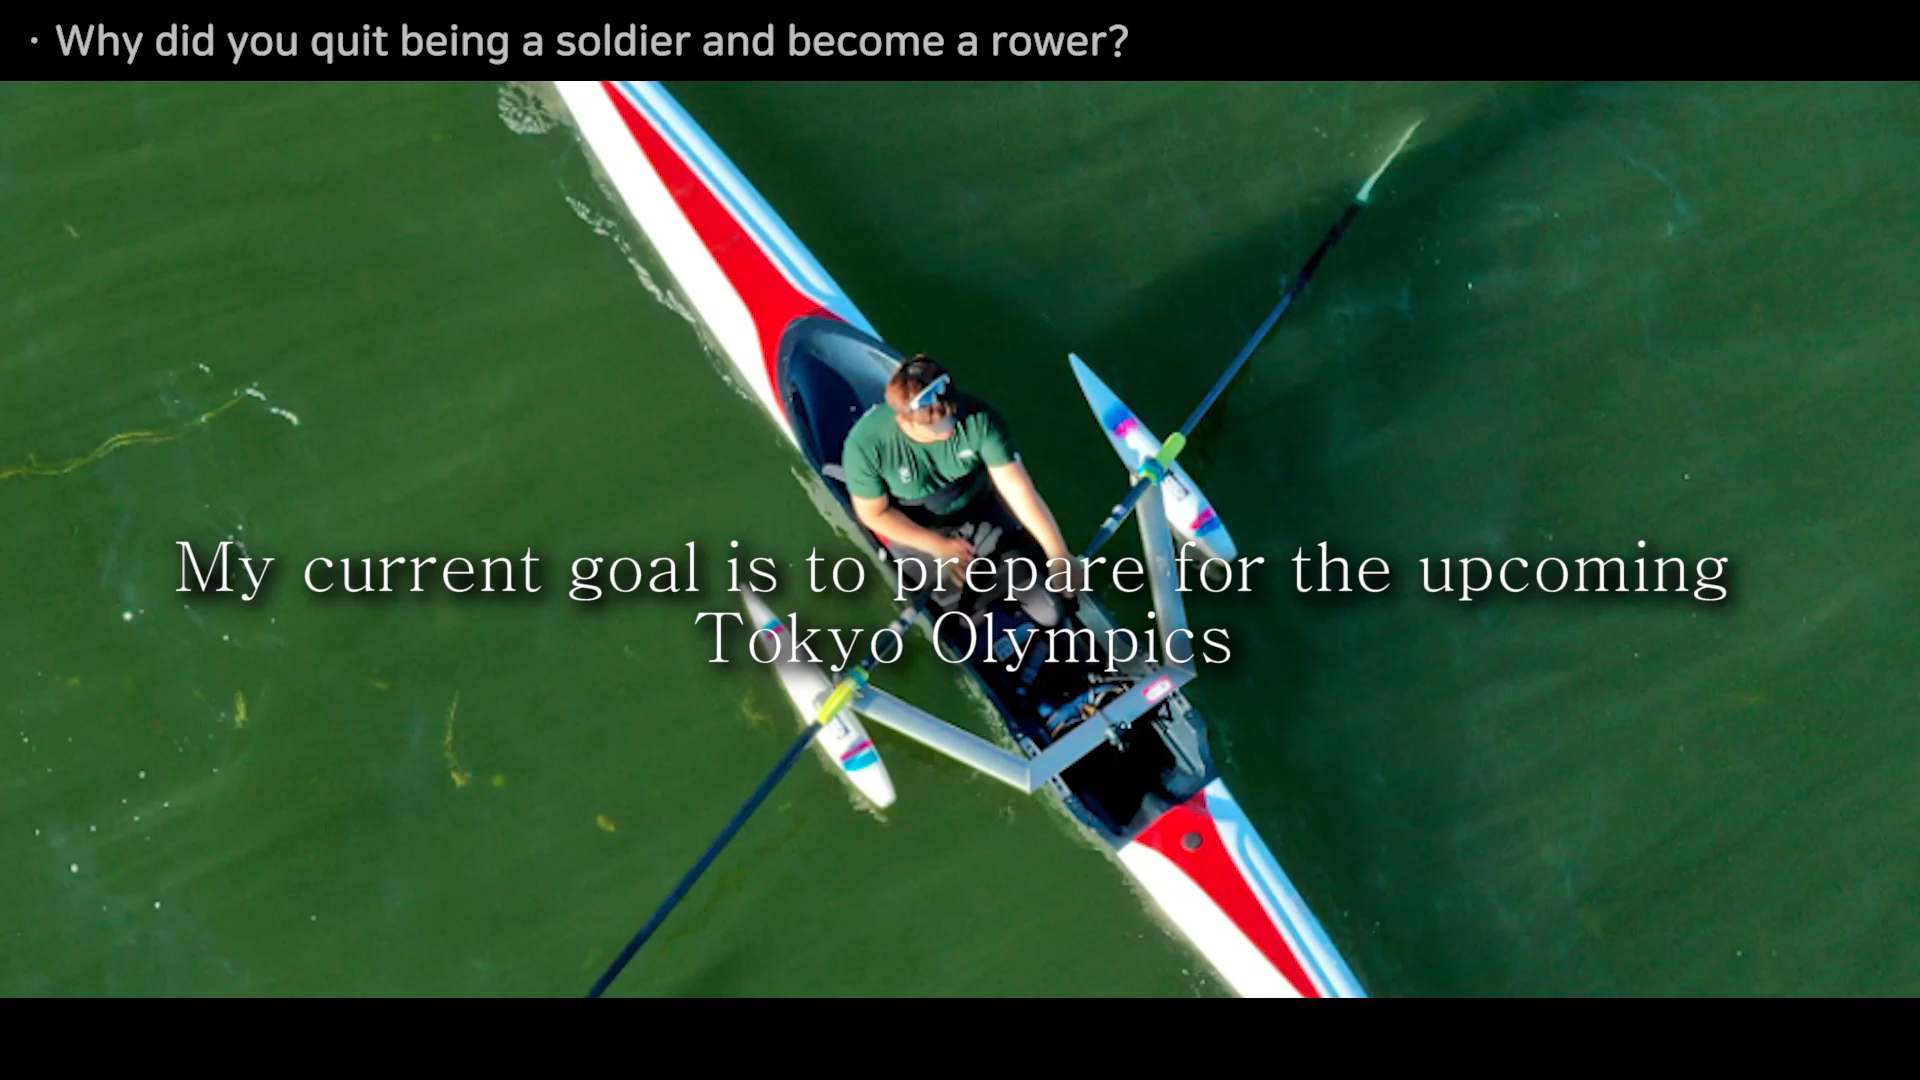 · Why did you quit being a soldier and become a rower?
My current goal is to prepare for the upcoming
Tokyo Olympics